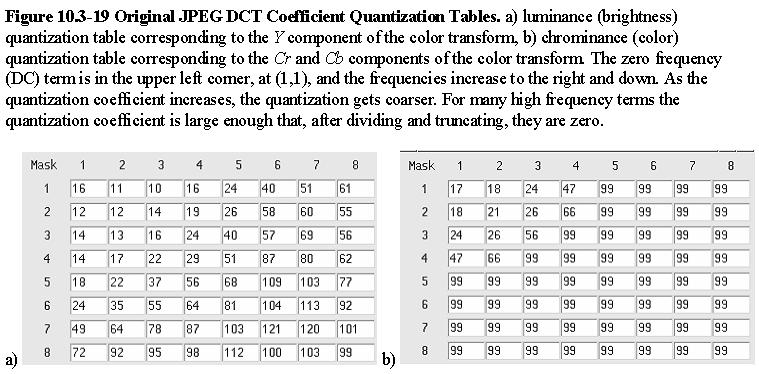 Figure 10.3-19 Original JPEG DCT Coefficient Quantization Tables. a) luminance (brightness)
quantization table corresponding to the Y component of the color transform, b) chrominance (color)
quantization table corresponding to the Cr and Cb components of the color transform. The zero frequency
(DC) term is in the upper left corner, at (1,1), and the frequencies increase to the right and down. As the
quantization coefficient increases, the quantization gets coarser. For many high frequency terms the
quantization coefficient is large enough that, after dividing and truncating, they are zero.
Mask 1 2 3 4 5 6 7 8
1 16 11 10 16 24 40 51 61
2 12 12 14 19 26 58 60 55
3 14 13 16 24 40 57 69 56
4 14 17 22 29 51 87 80 62
5 18 22 37 56 68 109 103 77
6 24 35 55 64 81 104 113 92
7 49 64 78 87 103 121 120 101
8 72 92 95 98 112 100 103 99
a)
Mask 1 2 3 4 5 6 7 8
1 17 18 24 47 99 99 99 99
2 18 21 26 66 99 99 99 99
3 24 26 56 99 99 99 99 99
4 47 66 99 99 99 99 99 99
5 99 99 99 99 99 99 99 99
6 99 99 99 99 99 99 99 99
7 99 99 99 99 99 99 99 99
8 99 99 99 99 99 99 99 99
b)